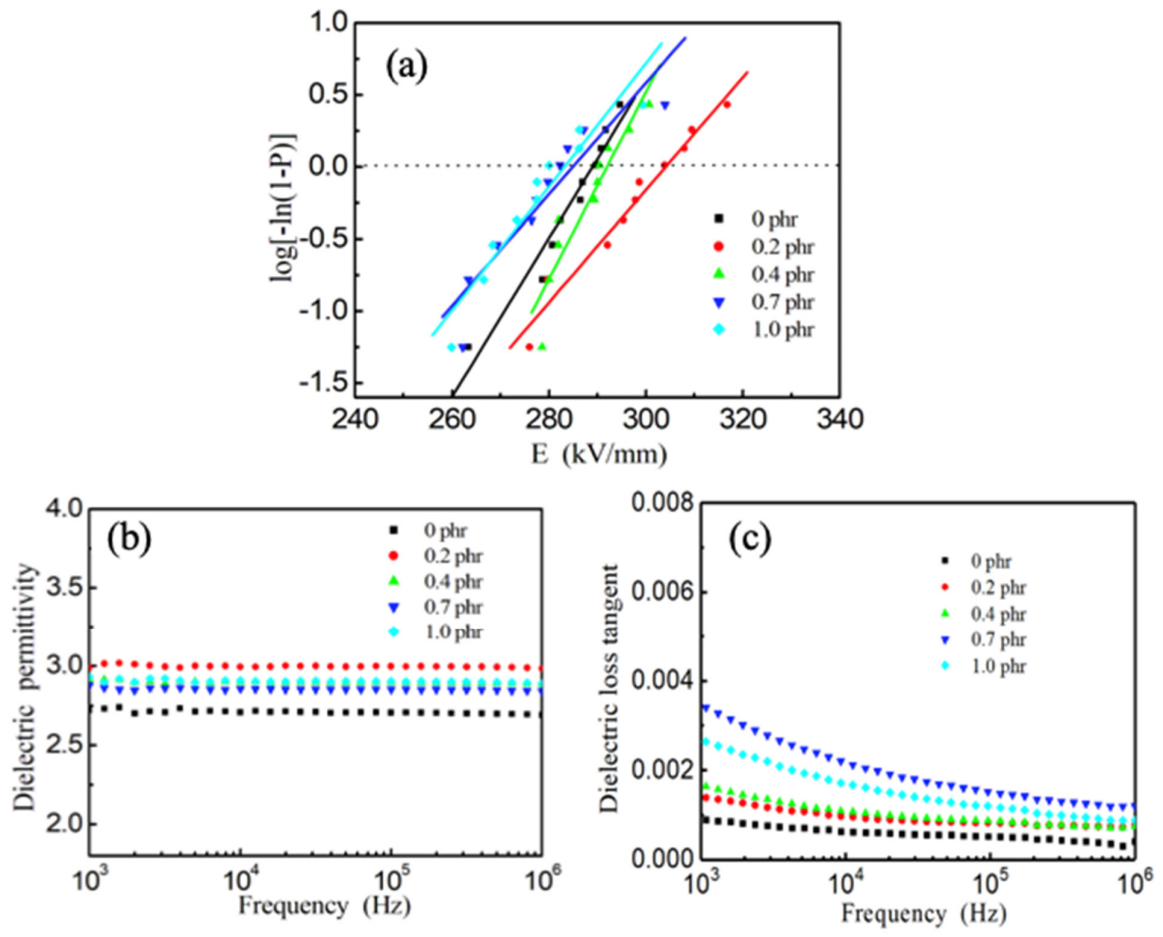 (a)
log[-ln(1-P)]
1.0
0.5
0.0
-0.5
-1.0
-1.5
0 phr
0.2 phr
0.4 phr
0.7 phr
1.0 phr
240 260 280 300 320 340
E (kV/mm)
(b)
Dielectric permittivity
4.0
3.5
3.0
2.5
2.0
0 phr
0.2 phr
0.4 phr
0.7 phr
1.0 phr
10³ 10⁴ 10⁵ 10⁶
Frequency (Hz)
(c)
Dielectric loss tangent
0.008
0.006
0.004
0.002
0.000
0 phr
0.2 phr
0.4 phr
0.7 phr
1.0 phr
10³ 10⁴ 10⁵ 10⁶
Frequency (Hz)